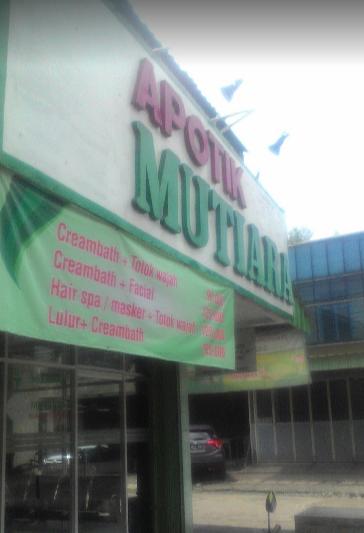 APOTIK
MUTIARA
Creambath + Totok wajah
Creambath + Facial
Hair spa / masker + Totok wajah
Lulur+ Creambath